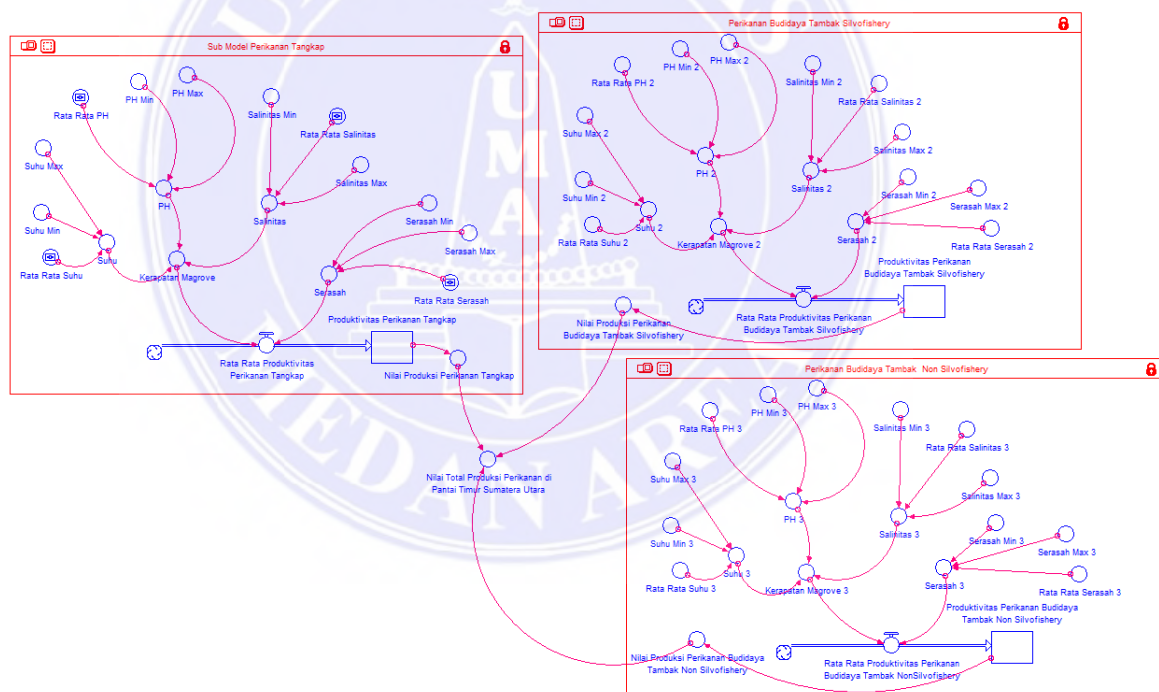 Sub Model Perikanan Tangkap
PH Min
PH Max
Rata Rata PH
Salinitas Min
Rata Rata Salinitas
Suhu Max
Salinitas Max
PH
Salinitas
Serasah Min
Suhu Min
Serasah Max
Suhu
Rata Rata Suhu
Kerapatan Magrove
Serasah
Rata Rata Serasah
Produktivitas Perikanan Tangkap
Rata Rata Produktivitas
Perikanan Tangkap
Nilai Produksi Perikanan Tangkap
Perikanan Budidaya Tambak Silvofishery
PH Min 2
PH Max 2
Rata Rata PH 2
Salinitas Min 2
Rata Rata Salinitas 2
Suhu Max 2
Salinitas Max 2
PH 2
Salinitas 2
Suhu Min 2
Serasah Min 2
Serasah Max 2
Suhu 2
Rata Rata Suhu 2
Kerapatan Magrove 2
Serasah 2
Rata Rata Serasah 2
Produktivitas Perikanan
Budidaya Tambak Silvofishery
Rata Rata Produktivitas Perikanan
Budidaya Tambak Silvofishery
Nilai Produksi Perikanan
Budidaya Tambak Silvofishery
Nilai Total Produksi Perikanan di
Pantai Timur Sumatera Utara
Perikanan Budidaya Tambak Non Silvofishery
PH Min 3
PH Max 3
Rata Rata PH 3
Salinitas Min 3
Rata Rata Salinitas 3
Suhu Max 3
Salinitas Max 3
PH 3
Salinitas 3
Suhu Min 3
Serasah Min 3
Serasah Max 3
Suhu 3
Rata Rata Suhu 3
Kerapatan Magrove 3
Serasah 3
Rata Rata Serasah 3
Produktivitas Perikanan Budidaya
Tambak Non Silvofishery
Nilai Produksi Perikanan Budidaya
Tambak Non Silvofishery
Rata Rata Produktivitas Perikanan
Budidaya Tambak NonSilvofishery
UMA
MEDAN AREA